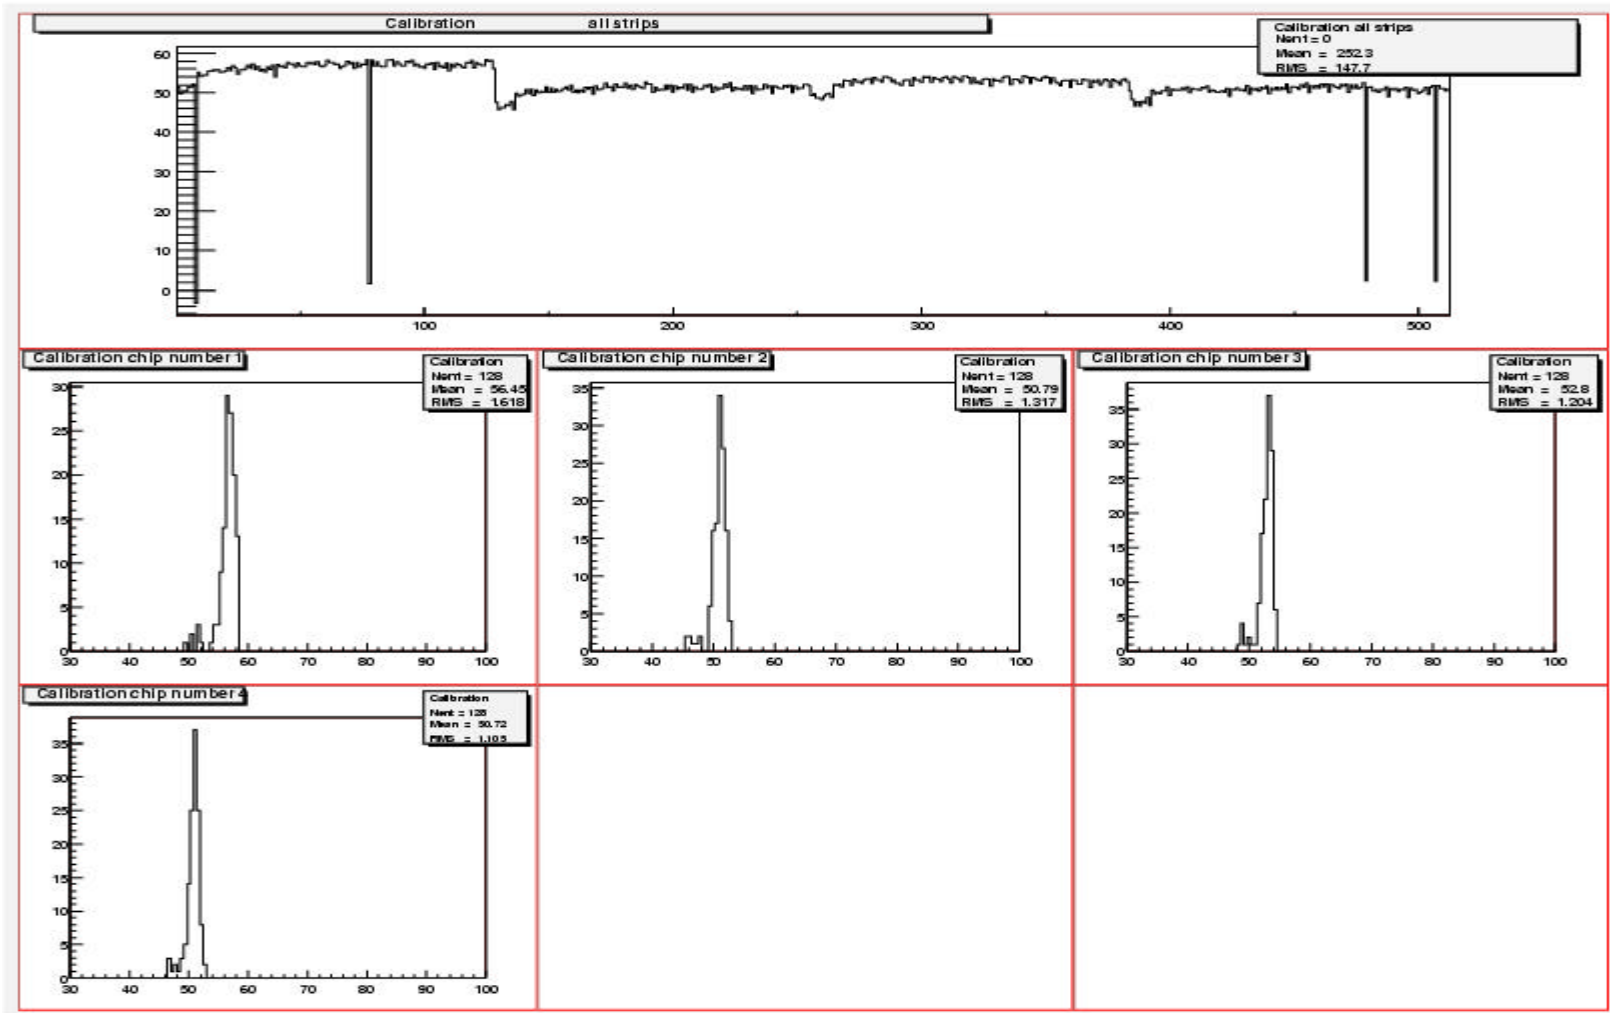 Calibration all strips
Calibration all strips
Nent = 0
Mean = 252.3
RMS = 147.7
60
50
40
30
20
10
0
100 200 300 400 500
Calibration chip number 1
Calibration
Nent = 128
Mean = 56.45
RMS = 1.618
30
25
20
15
10
5
0
30 40 50 60 70 80 90 100
Calibration chip number 2
Calibration
Nent = 128
Mean = 50.79
RMS = 1.317
35
30
25
20
15
10
5
0
30 40 50 60 70 80 90 100
Calibration chip number 3
Calibration
Nent = 128
Mean = 52.8
RMS = 1.204
35
30
25
20
15
10
5
0
30 40 50 60 70 80 90 100
Calibration chip number 4
Calibration
Nent = 128
Mean = 50.72
RMS = 1.105
35
30
25
20
15
10
5
0
30 40 50 60 70 80 90 100